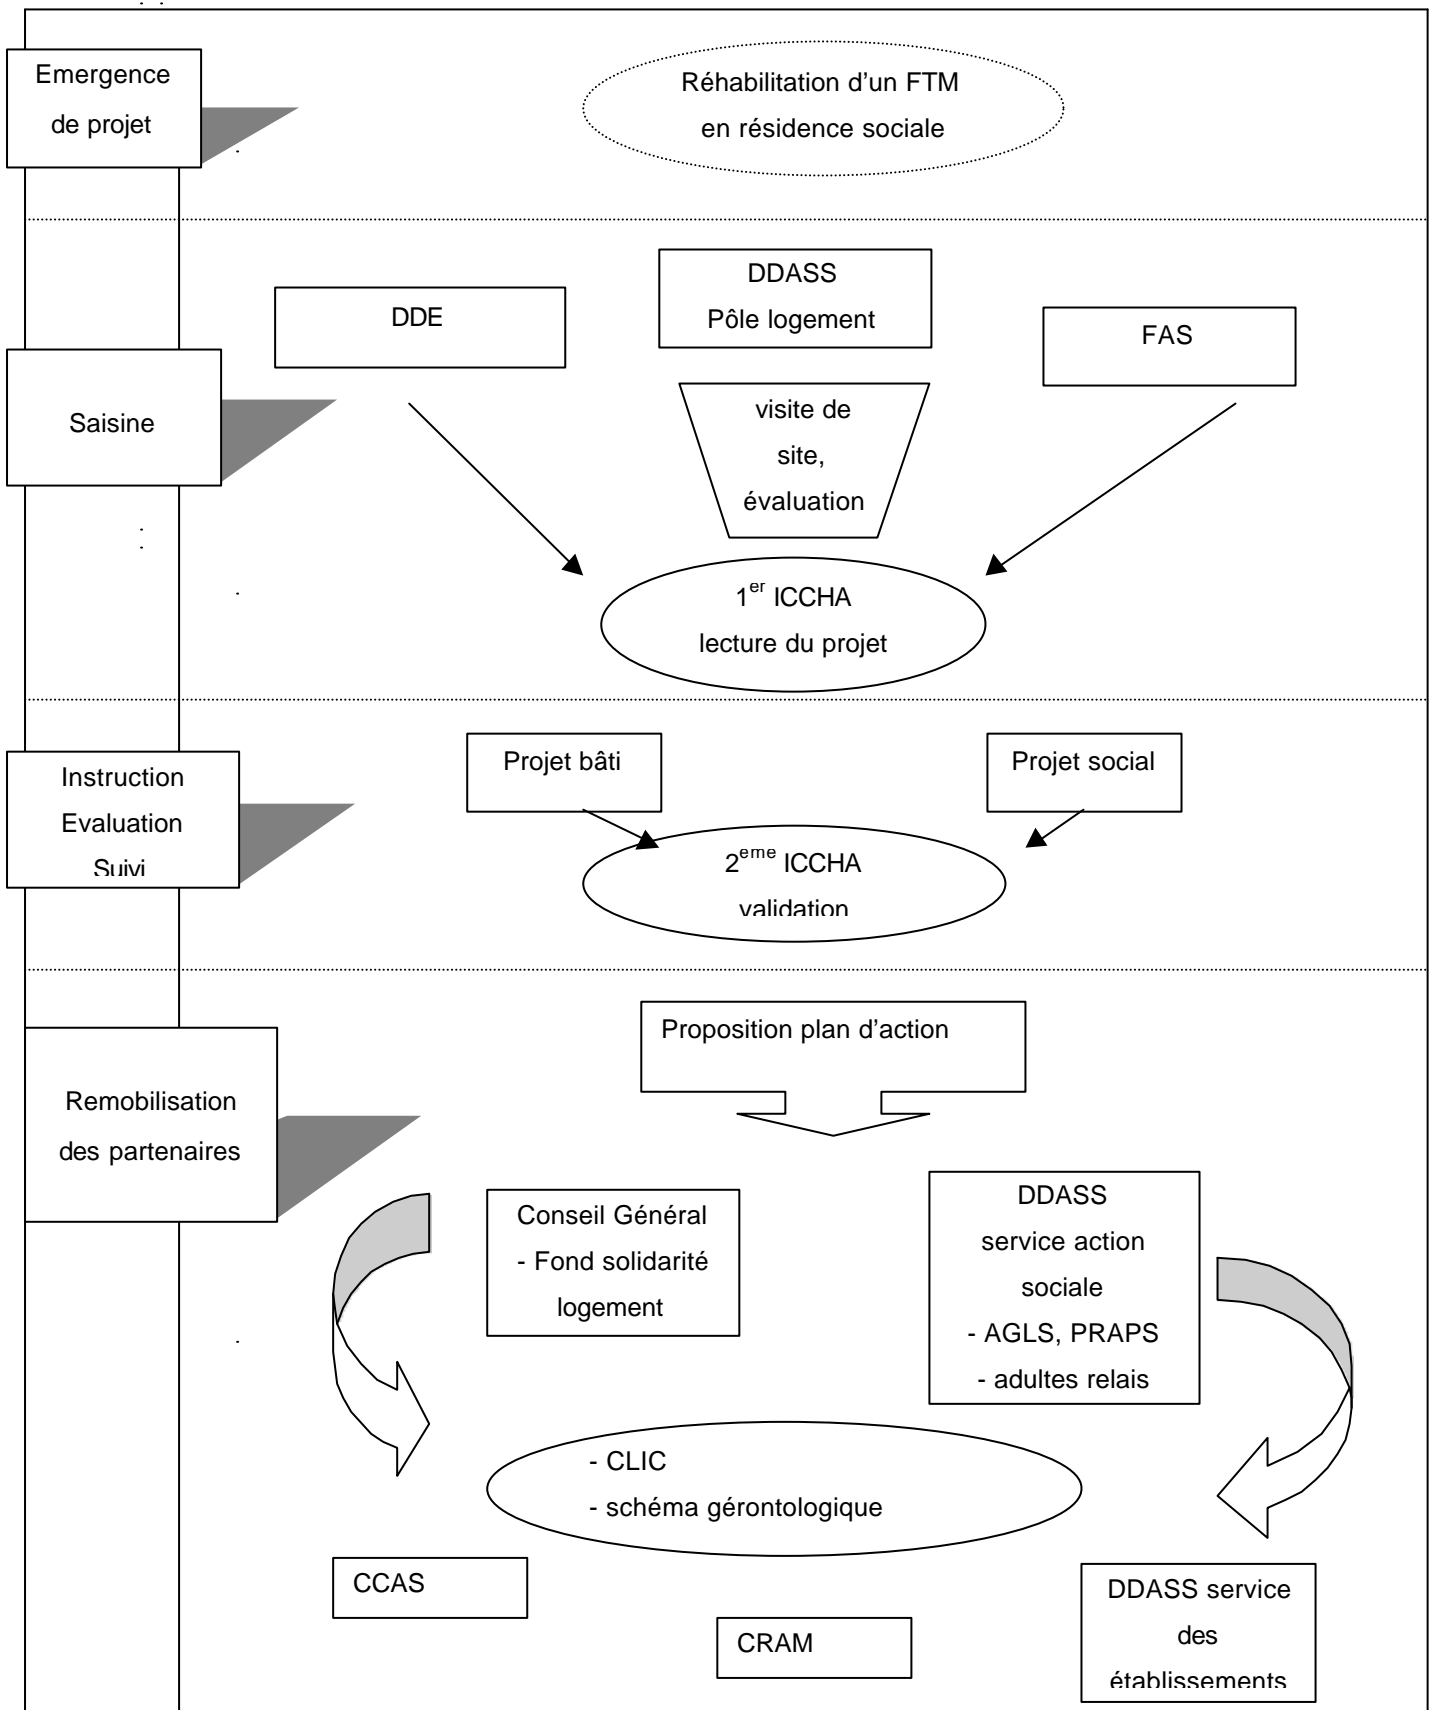 Emergence
de projet
Réhabilitation d'un FTM
en résidence sociale
DDE
DDASS
Pôle logement
FAS
Saisine
visite de
site,
évaluation
1er ICCHA
lecture du projet
Instruction
Evaluation
Suivi
Projet bâti
Projet social
2eme ICCHA
validation
Proposition plan d'action
Remobilisation
des partenaires
Conseil Général
- Fond solidarité
logement
DDASS
service action
sociale
- AGLS, PRAPS
- adultes relais
- CLIC
- schéma gérontologique
CCAS
CRAM
DDASS service
des
établissements